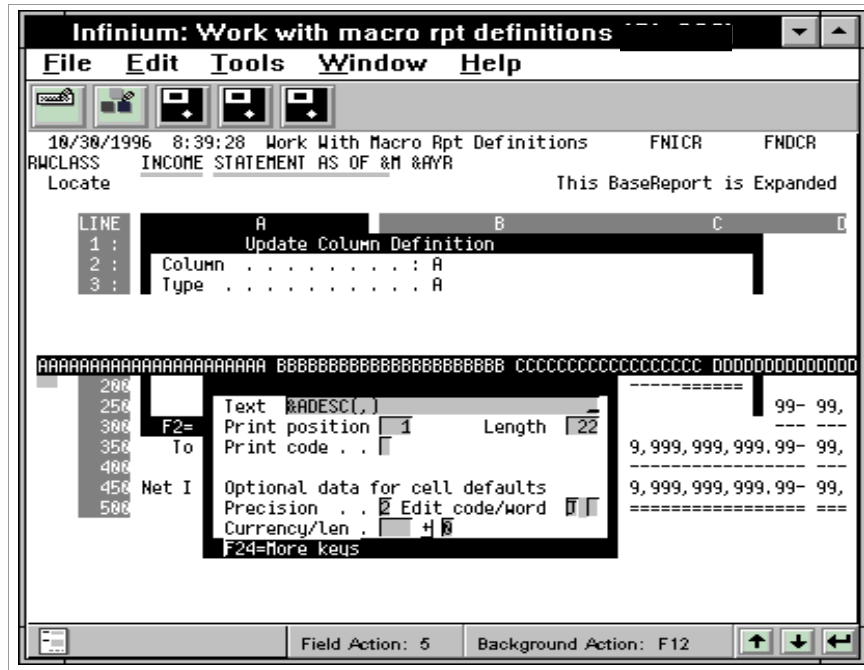 Infinium: Work with macro rpt definitions
File Edit Tools Window Help
10/30/1996 8:39:28 Work With Macro Rpt Definitions FNICR FNDCR
RWCLASS INCOME STATEMENT AS OF &M &AYR
Locate This BaseReport is Expanded
LINE A B C D
1 : Update Column Definition
2 : Column . . . . . . . . . : A
3 : Type . . . . . . . . . . A
AAAAAAAAAAAAAAAAAAAAAA BBBBBBBBBBBBBBBBBBBBBB CCCCCCCCCCCCCCCCCC DDDDDDDDDDDDDD
200 -----======
250 Text &ADESC(,) 99- 99,
300 F2= Print position 1 Length 22 --- ---
350 To Print code . . 9,999,999,999.99- 99,
400 ----------------- ---
450 Net I Optional data for cell defaults 9,999,999,999.99- 99,
500 Precision . . 2 Edit code/word J ================= ===
Currency/len . + 0
F24=More keys
Field Action: 5 Background Action: F12